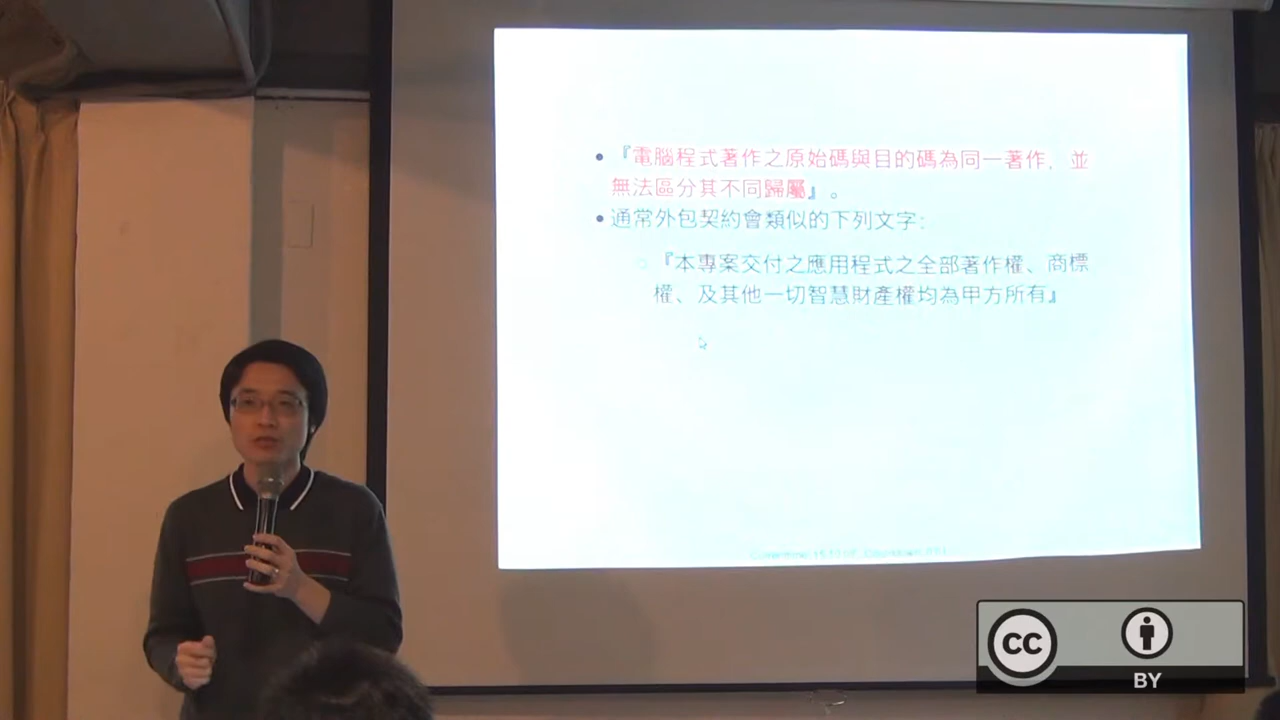 『電腦程式著作之原始碼與目的碼為同一著作, 並
無法區分其不同歸屬』。
通常外包契約會類似的下列文字:
『本專案交付之應用程式之全部著作權、商標
權、及其他一切智慧財產權均為甲方所有』
cc
BY